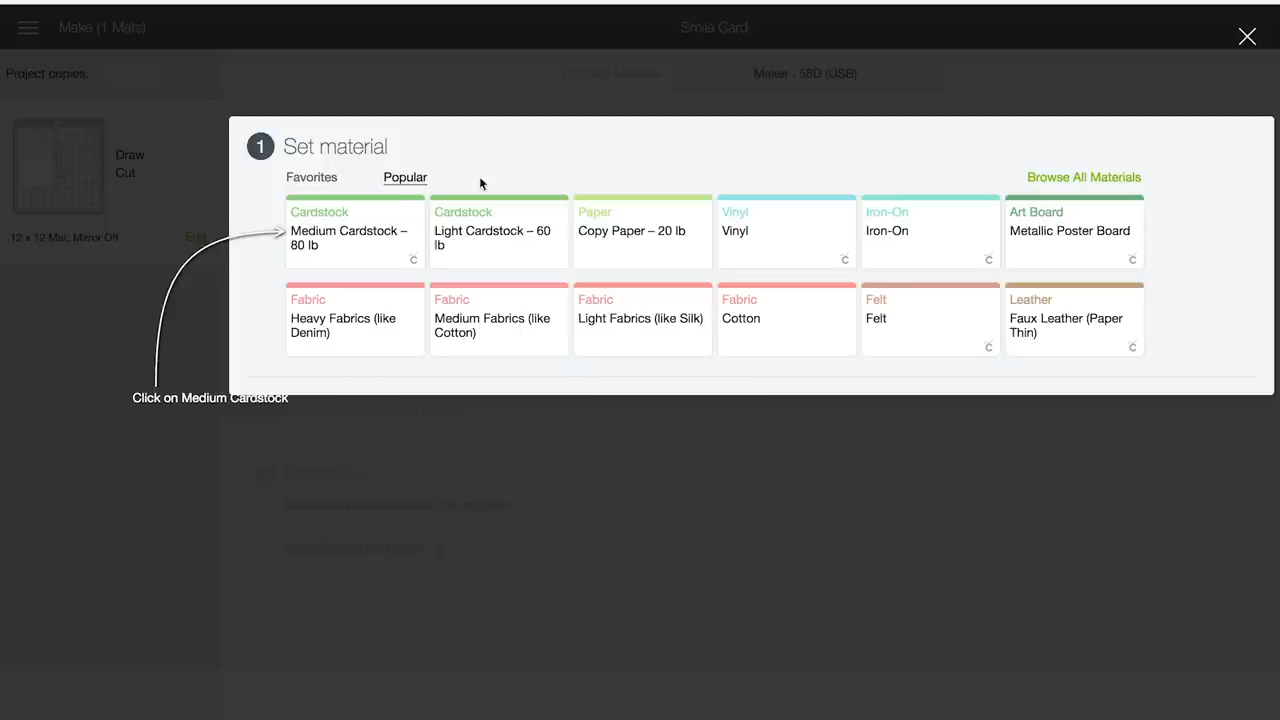 Make (1 Mats)
Smile Card
Project copies:
Maker . 58D (USB)
Draw
Cut
12 x 12 Mat; Mirror Off
1
Set material
Favorites
Popular
Browse All Materials
Cardstock
Medium Cardstock –
80 lb
Cardstock
Light Cardstock – 60
lb
Paper
Copy Paper – 20 lb
Vinyl
Vinyl
Iron-On
Iron-On
Art Board
Metallic Poster Board
Fabric
Heavy Fabrics (like
Denim)
Fabric
Medium Fabrics (like
Cotton)
Fabric
Light Fabrics (like Silk)
Fabric
Cotton
Felt
Felt
Leather
Faux Leather (Paper
Thin)
Click on Medium Cardstock